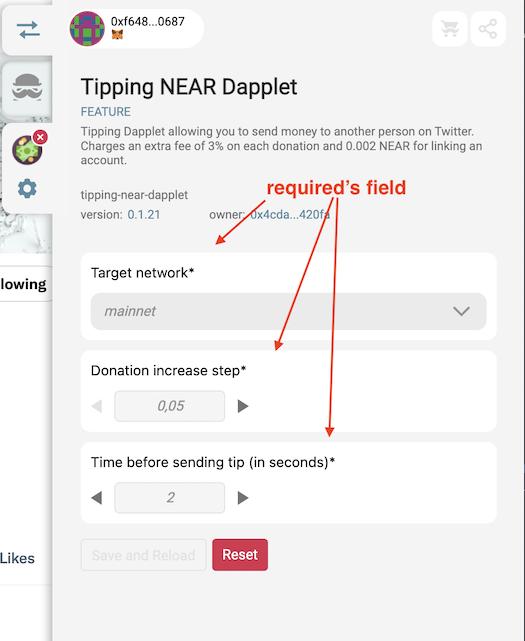 0xf648...0687
Tipping NEAR Dapplet
FEATURE
Tipping Dapplet allowing you to send money to another person on Twitter.
Charges an extra fee of 3% on each donation and 0.002 NEAR for linking an
account.
required's field
tipping-near-dapplet
version: 0.1.21 owner: 0x4cda...420fa
lowing
Target network*
mainnet
Donation increase step*
0,05
Time before sending tip (in seconds)*
2
Likes
Save and Reload
Reset